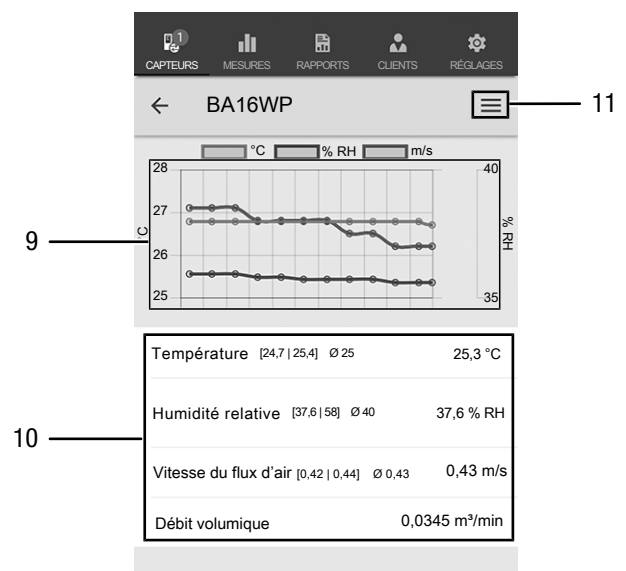 1
CAPTEURS MESURES RAPPORTS CLIENTS RÉGLAGES
BA16WP
11
°C % RH m/s
28 40
27
°C % RH
9
26
25 35
Température [24,7 | 25,4] Ø 25 25,3 °C
Humidité relative [37,6 | 58] Ø 40 37,6 % RH
10
Vitesse du flux d'air [0,42 | 0,44] Ø 0,43 0,43 m/s
Débit volumique 0,0345 m³/min